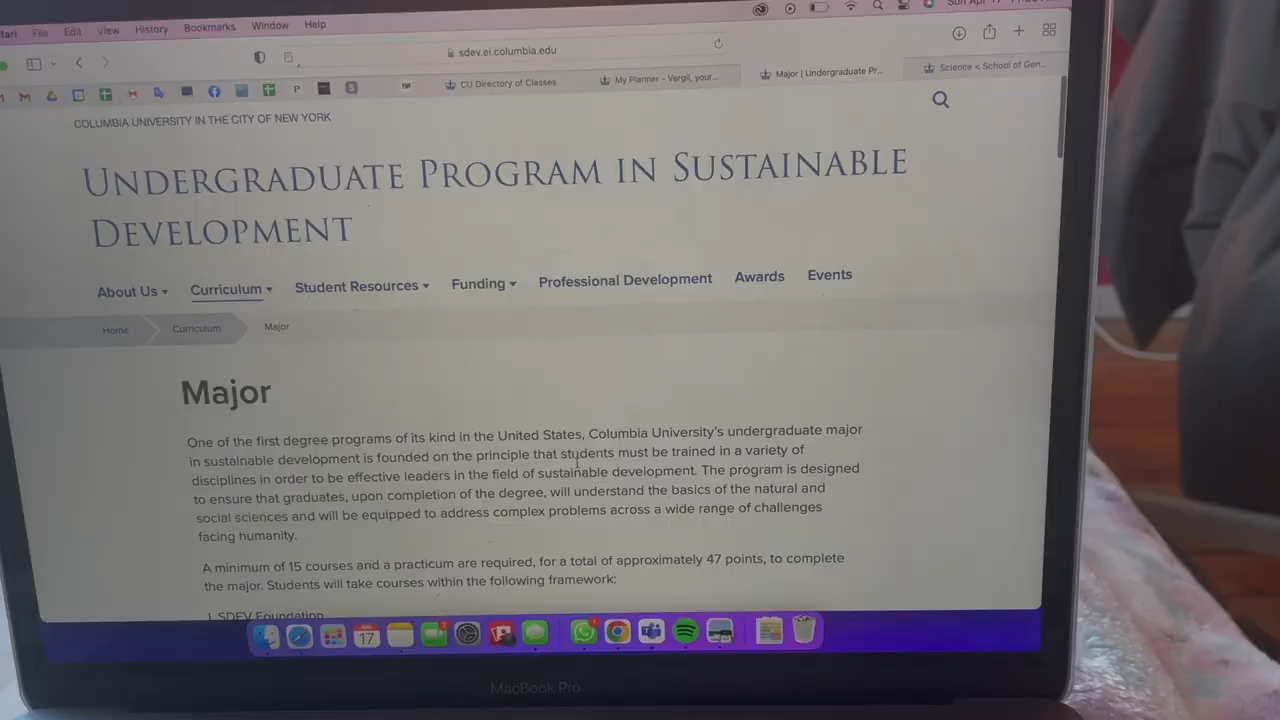 File Edit View History Bookmarks Window Help
sdev.ei.columbia.edu
CU Directory of Classes
My Planner - Vergil, your...
Major | Undergraduate Pr...
Science < School of Gen...
COLUMBIA UNIVERSITY IN THE CITY OF NEW YORK
UNDERGRADUATE PROGRAM IN SUSTAINABLE
DEVELOPMENT
About Us Curriculum Student Resources Funding Professional Development Awards Events
Home Curriculum Major
Major
One of the first degree programs of its kind in the United States, Columbia University's undergraduate major
in sustainable development is founded on the principle that students must be trained in a variety of
disciplines in order to be effective leaders in the field of sustainable development. The program is designed
to ensure that graduates, upon completion of the degree, will understand the basics of the natural and
social sciences and will be equipped to address complex problems across a wide range of challenges
facing humanity.
A minimum of 15 courses and a practicum are required, for a total of approximately 47 points, to complete
the major. Students will take courses within the following framework:
1. SDEV Foundation
17
MacBook Pro